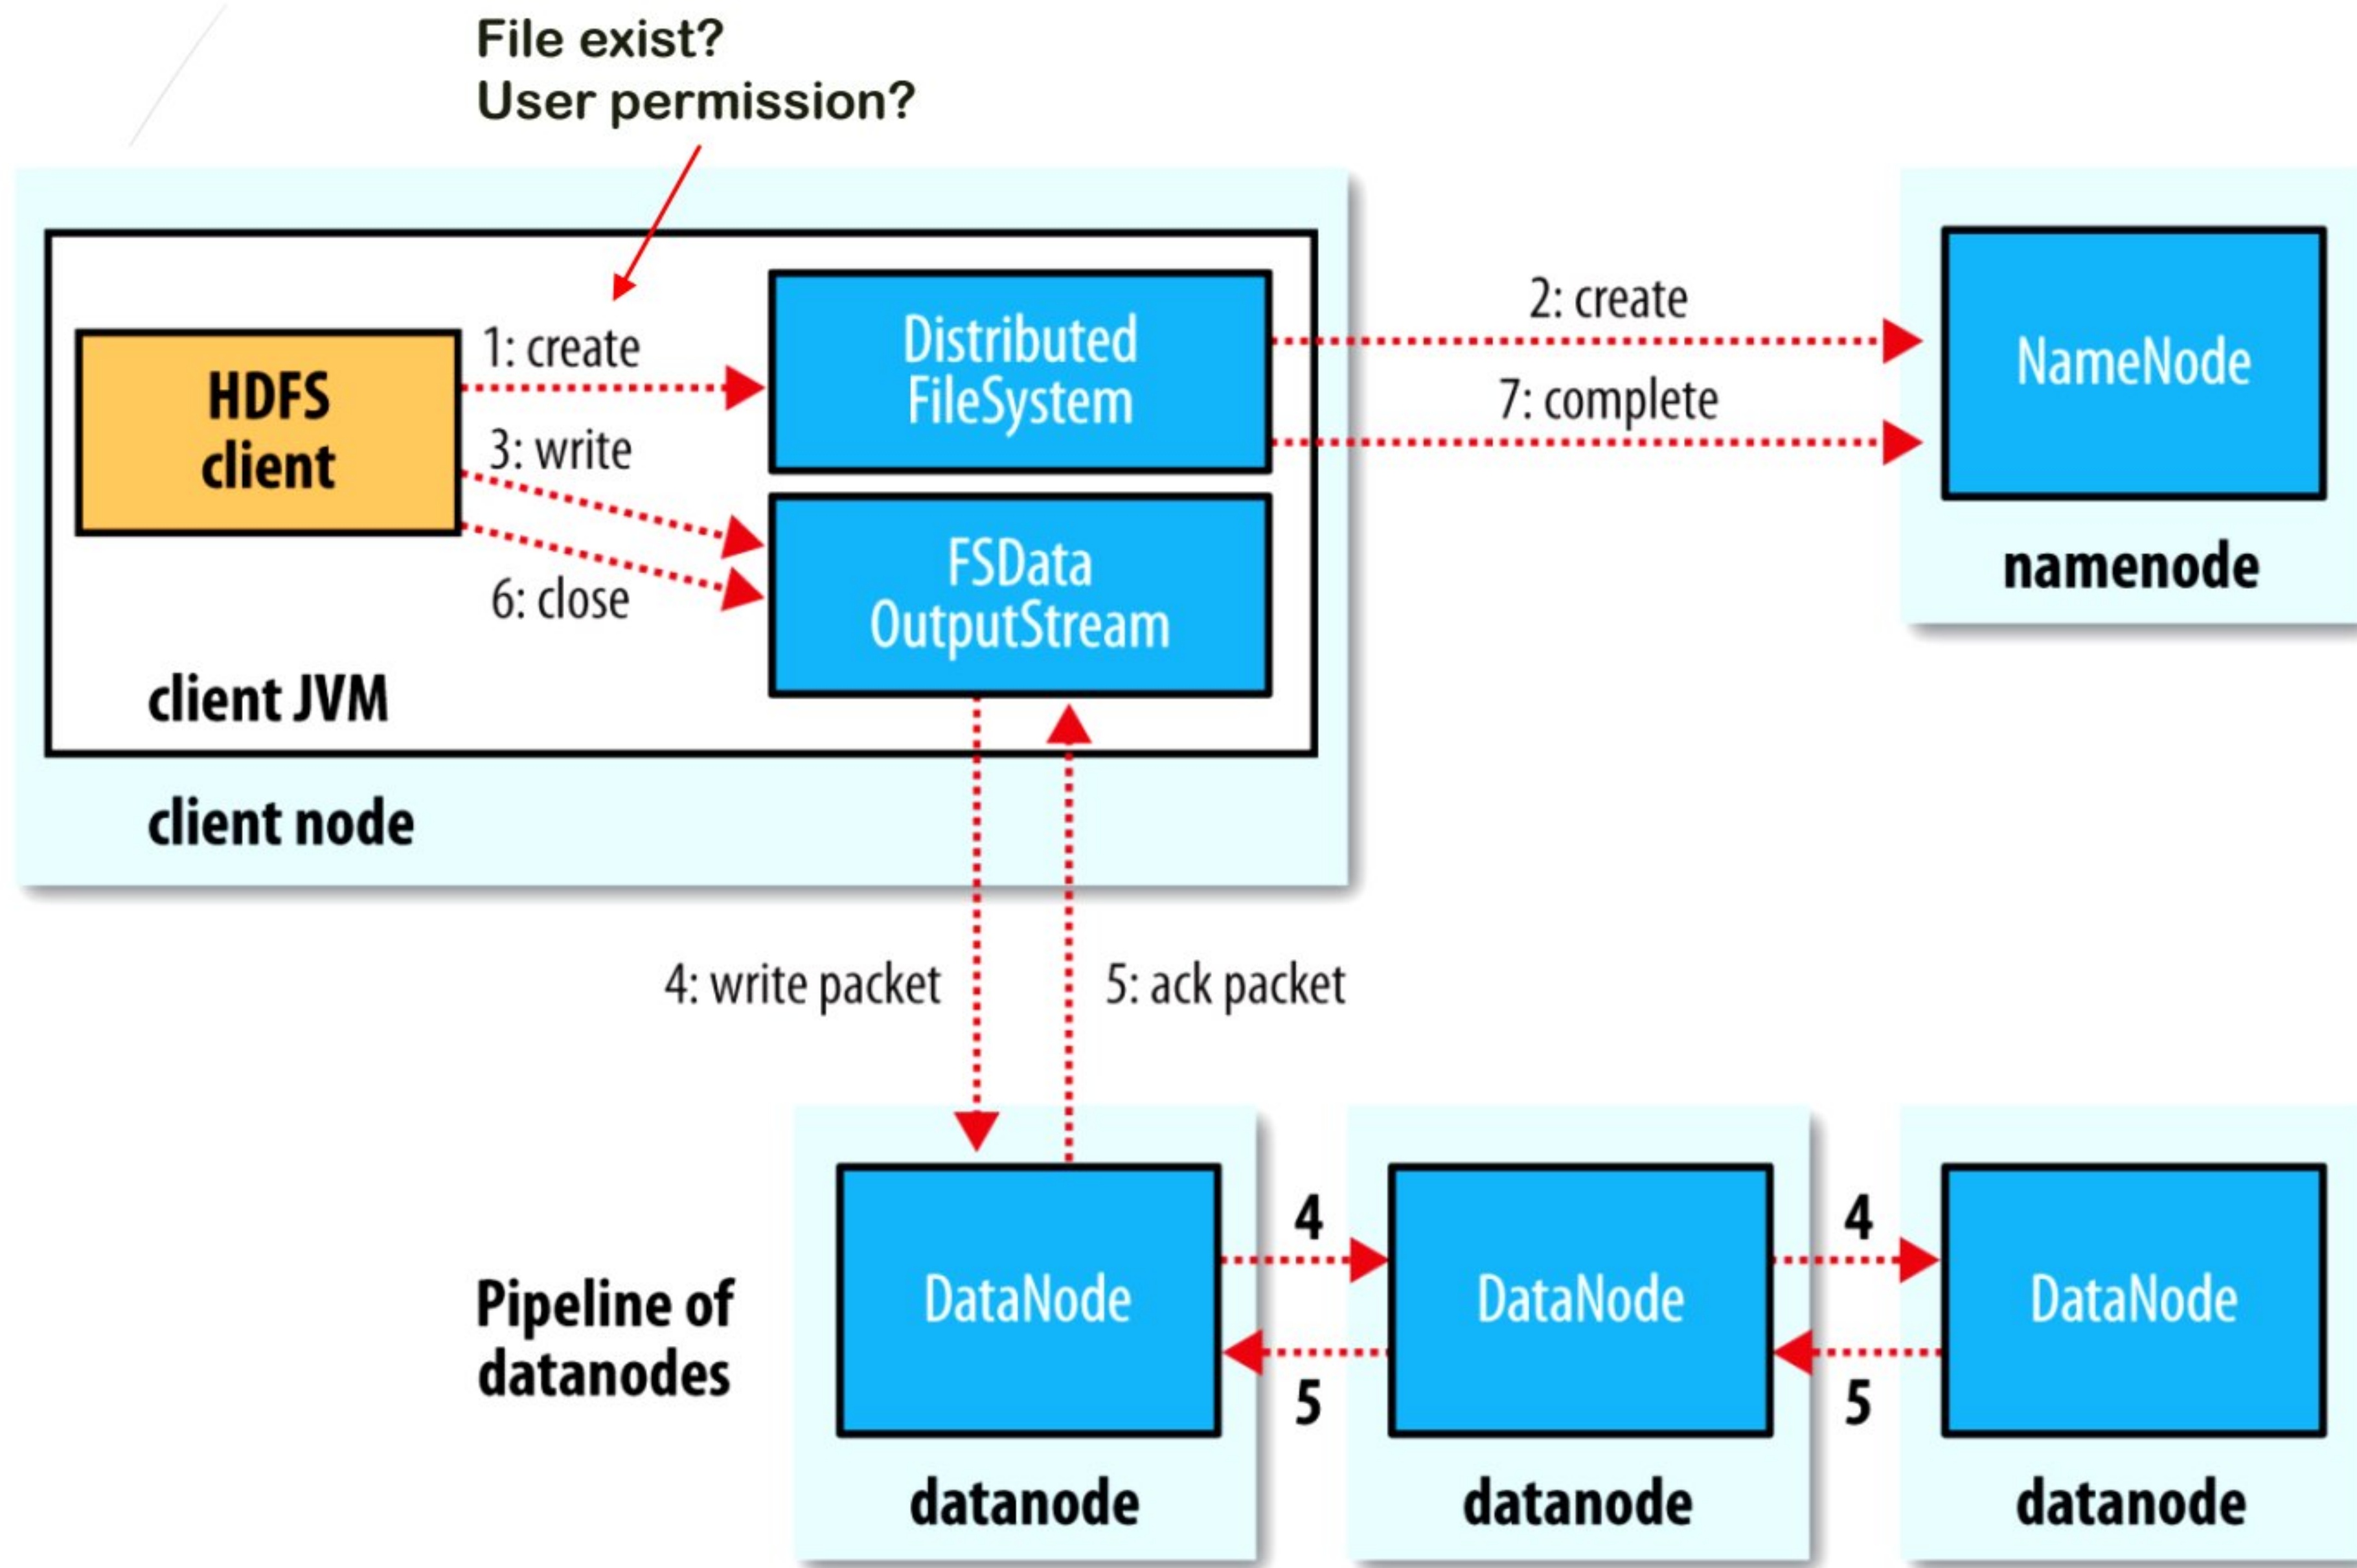 File exist?
User permission?
1: create
HDFS
client
3: write
6: close
Distributed
FileSystem
FSData
OutputStream
client JVM
client node
2: create
7: complete
NameNode
namenode
4: write packet
5: ack packet
Pipeline of
datanodes
DataNode
datanode
4
5
DataNode
datanode
4
5
DataNode
datanode